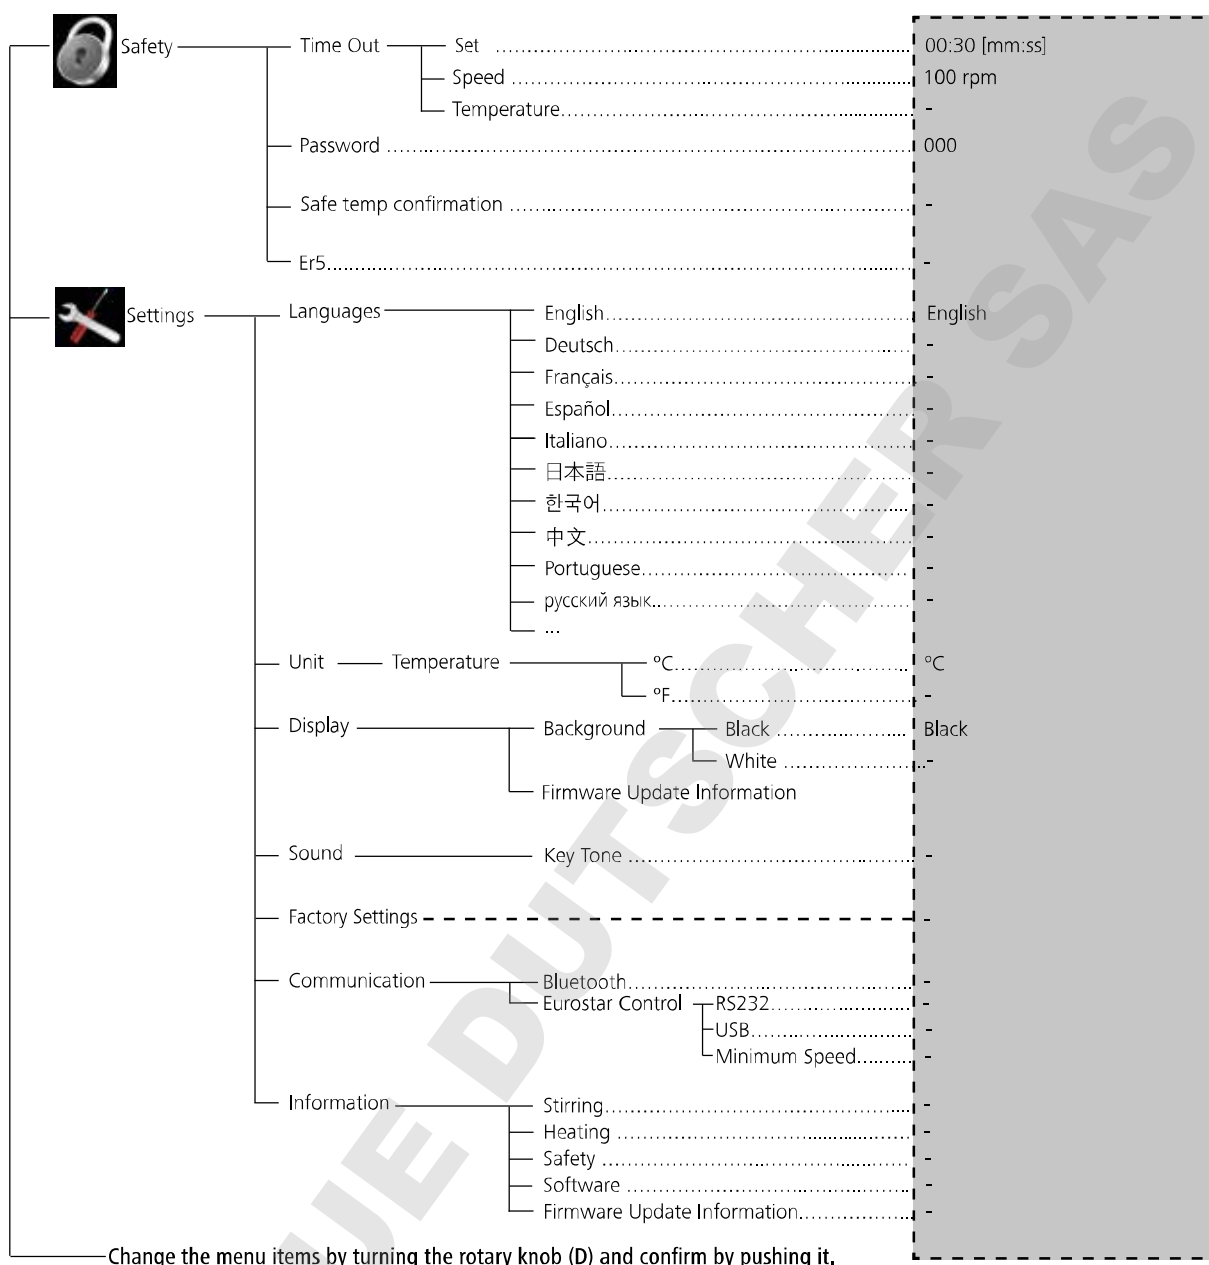 Safety Time Out Set ........ 00:30 [mm:ss]
Speed ........ 100 rpm
Temperature ........ -
Password ........ 000
Safe temp confirmation ........ -
Er5 ........ -
Settings Languages English ........ English
Deutsch ........ -
Français ........ -
Español ........ -
Italiano ........ -
日本語 ........ -
한국어 ........ -
中文 ........ -
Portuguese ........ -
русский язык ........ -
...
Unit Temperature ºC ........ ºC
ºF ........ -
Display Background Black ........ Black
White ........ -
Firmware Update Information
Sound Key Tone ........ -
Factory Settings -
Communication Bluetooth ........ -
Eurostar Control RS232 ........ -
USB ........ -
Minimum Speed ........ -
Information Stirring ........ -
Heating ........ -
Safety ........ -
Software ........ -
Firmware Update Information ........ -
Change the menu items by turning the rotary knob (D) and confirm by pushing it.
UE DUTSCHER SAS